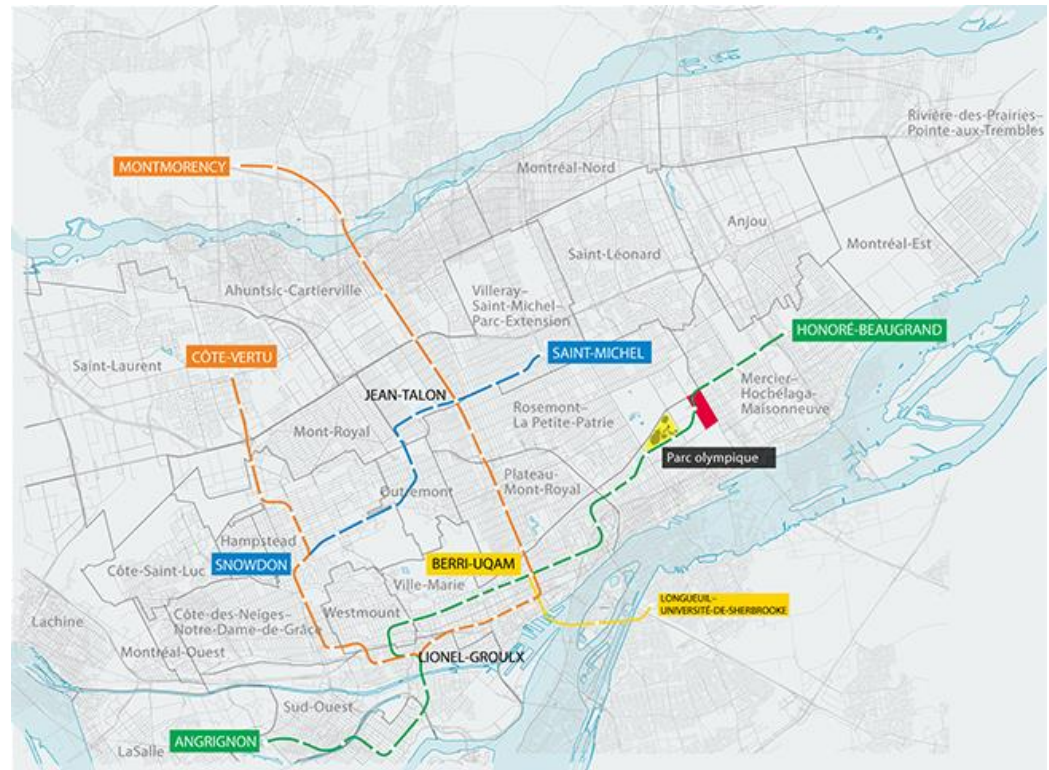 Rivière-des-Prairies–
Pointe-aux-Trembles
MONTMORENCY
Montréal-Nord
Anjou
Montréal-Est
Saint-Léonard
Ahuntsic-Cartierville
Villeray–
Saint-Michel–
Parc-Extension
HONORÉ-BEAUGRAND
CÔTE-VERTU
SAINT-MICHEL
Saint-Laurent
JEAN-TALON
Mercier–
Hochélaga-
Maisonneuve
Rosemont–
La Petite-Patrie
Mont-Royal
Parc olympique
Plateau-
Mont-Royal
Outremont
Hampstead
SNOWDON
BERRI-UQAM
Côte-Saint-Luc
Ville-Marie
LONGUEUIL–
UNIVERSITÉ-DE-SHERBROOKE
Côte-des-Neiges–
Notre-Dame-de-Grâce
Westmount
Lachine
Montréal-Ouest
LIONEL-GROULX
Sud-Ouest
ANGRIGNON
LaSalle